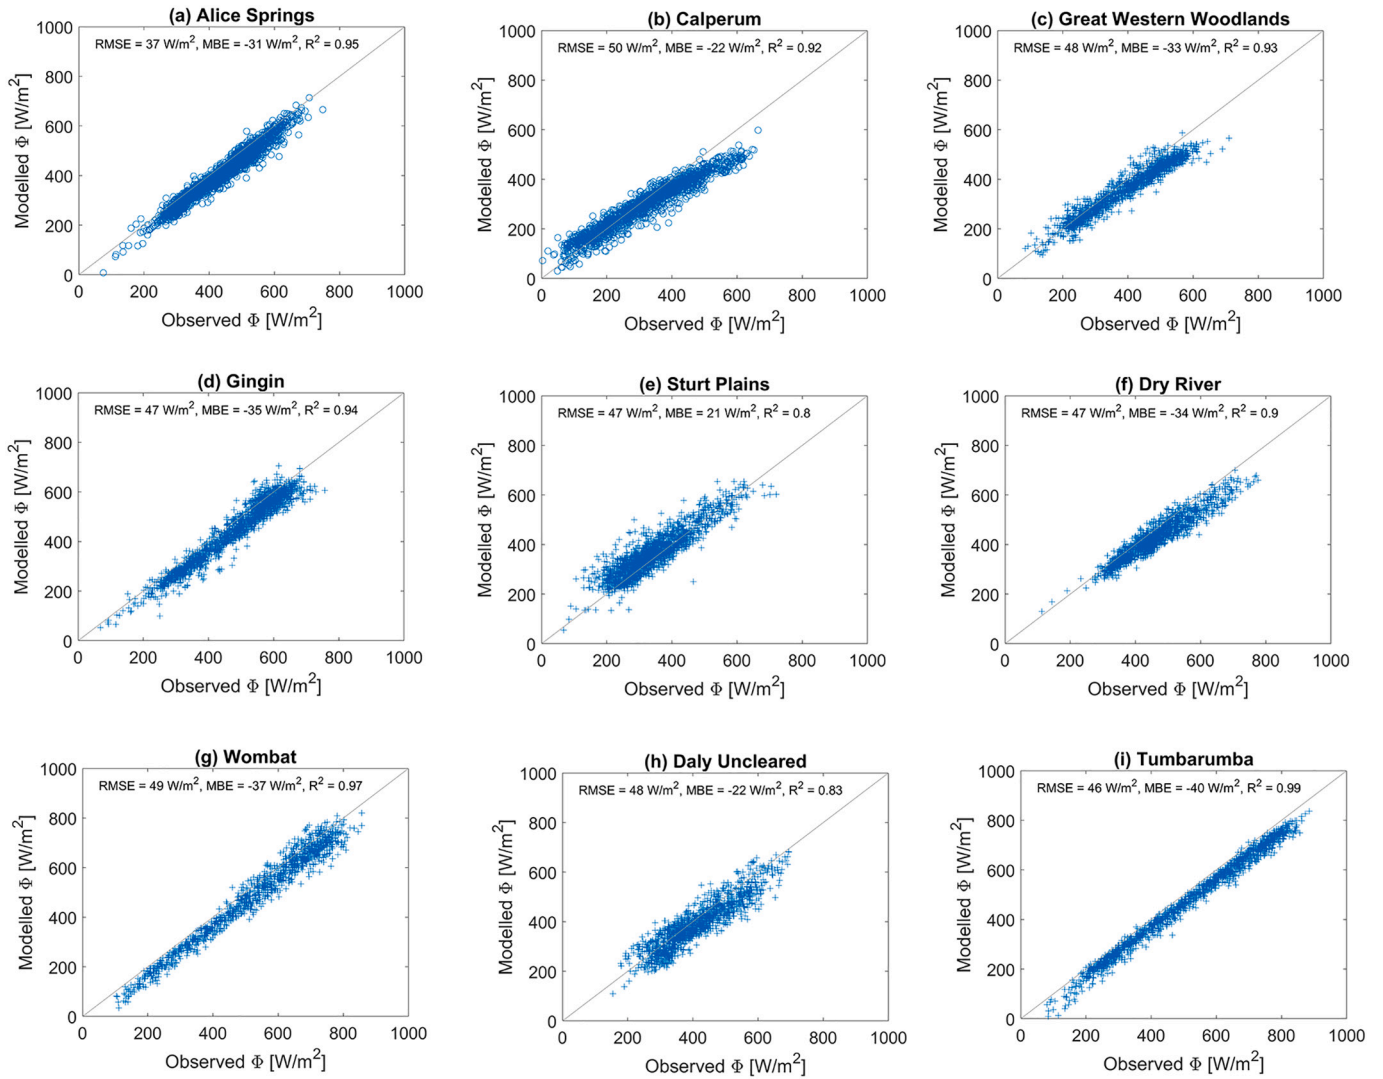 (a) Alice Springs
RMSE = 37 W/m², MBE = -31 W/m², R² = 0.95
1000
800
600
400
200
0
Modelled Φ [W/m²]
0 200 400 600 800 1000
Observed Φ [W/m²]
(b) Calperum
RMSE = 50 W/m², MBE = -22 W/m², R² = 0.92
1000
800
600
400
200
0
Modelled Φ [W/m²]
0 200 400 600 800 1000
Observed Φ [W/m²]
(c) Great Western Woodlands
RMSE = 48 W/m², MBE = -33 W/m², R² = 0.93
1000
800
600
400
200
0
Modelled Φ [W/m²]
0 200 400 600 800 1000
Observed Φ [W/m²]
(d) Gingin
RMSE = 47 W/m², MBE = -35 W/m², R² = 0.94
1000
800
600
400
200
0
Modelled Φ [W/m²]
0 200 400 600 800 1000
Observed Φ [W/m²]
(e) Sturt Plains
RMSE = 47 W/m², MBE = 21 W/m², R² = 0.8
1000
800
600
400
200
0
Modelled Φ [W/m²]
0 200 400 600 800 1000
Observed Φ [W/m²]
(f) Dry River
RMSE = 47 W/m², MBE = -34 W/m², R² = 0.9
1000
800
600
400
200
0
Modelled Φ [W/m²]
0 200 400 600 800 1000
Observed Φ [W/m²]
(g) Wombat
RMSE = 49 W/m², MBE = -37 W/m², R² = 0.97
1000
800
600
400
200
0
Modelled Φ [W/m²]
0 200 400 600 800 1000
Observed Φ [W/m²]
(h) Daly Uncleared
RMSE = 48 W/m², MBE = -22 W/m², R² = 0.83
1000
800
600
400
200
0
Modelled Φ [W/m²]
0 200 400 600 800 1000
Observed Φ [W/m²]
(i) Tumbarumba
RMSE = 46 W/m², MBE = -40 W/m², R² = 0.99
1000
800
600
400
200
0
Modelled Φ [W/m²]
0 200 400 600 800 1000
Observed Φ [W/m²]